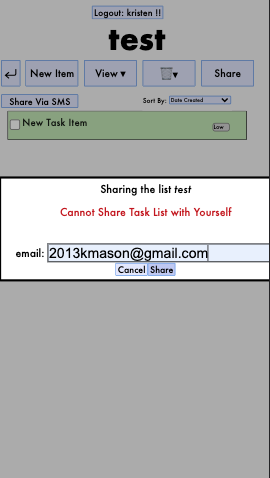 Logout: kristen !!
test
New Item View ▾ ▾ Share
Share Via SMS
Sort By: Date Created
New Task Item
Low
Sharing the list test
Cannot Share Task List with Yourself
email: 2013kmason@gmail.com
Cancel Share